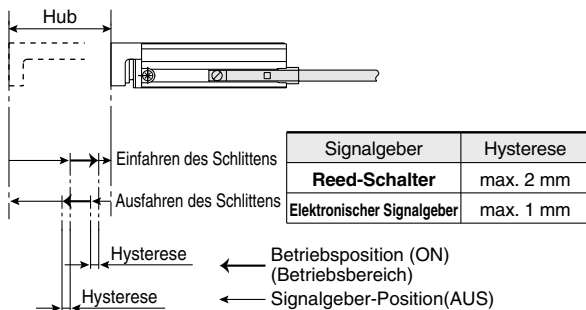 Hub
Einfahren des Schlittens
Ausfahren des Schlittens
Signalgeber Hysterese
Reed-Schalter max. 2 mm
Elektronischer Signalgeber max. 1 mm
Hysterese
Betriebsposition (ON)
(Betriebsbereich)
Hysterese
Signalgeber-Position(AUS)